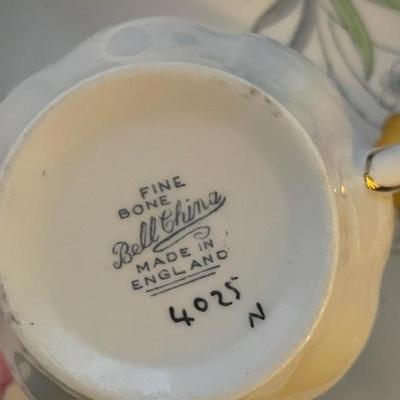 FINE
BONE
Bell China
MADE IN
ENGLAND
4025
N